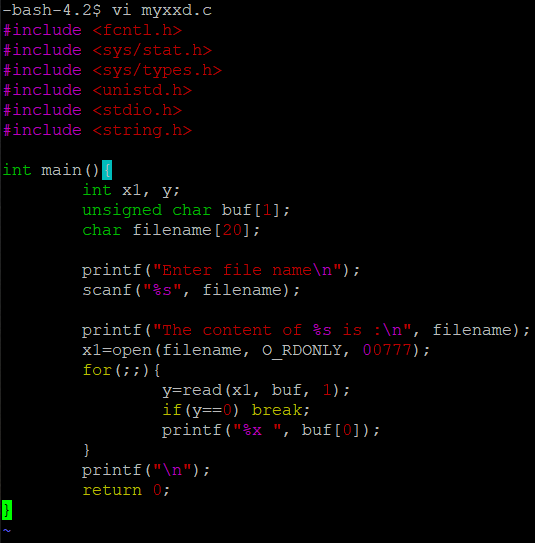 -bash-4.2$ vi myxxd.c
#include <fcntl.h>
#include <sys/stat.h>
#include <sys/types.h>
#include <unistd.h>
#include <stdio.h>
#include <string.h>
int main(){
int x1, y;
unsigned char buf[1];
char filename[20];
printf("Enter file name\n");
scanf("%s", filename);
printf("The content of %s is :\n", filename);
x1=open(filename, O_RDONLY, 00777);
for(;;){
y=read(x1, buf, 1);
if(y==0) break;
printf("%x ", buf[0]);
}
printf("\n");
return 0;
}
~